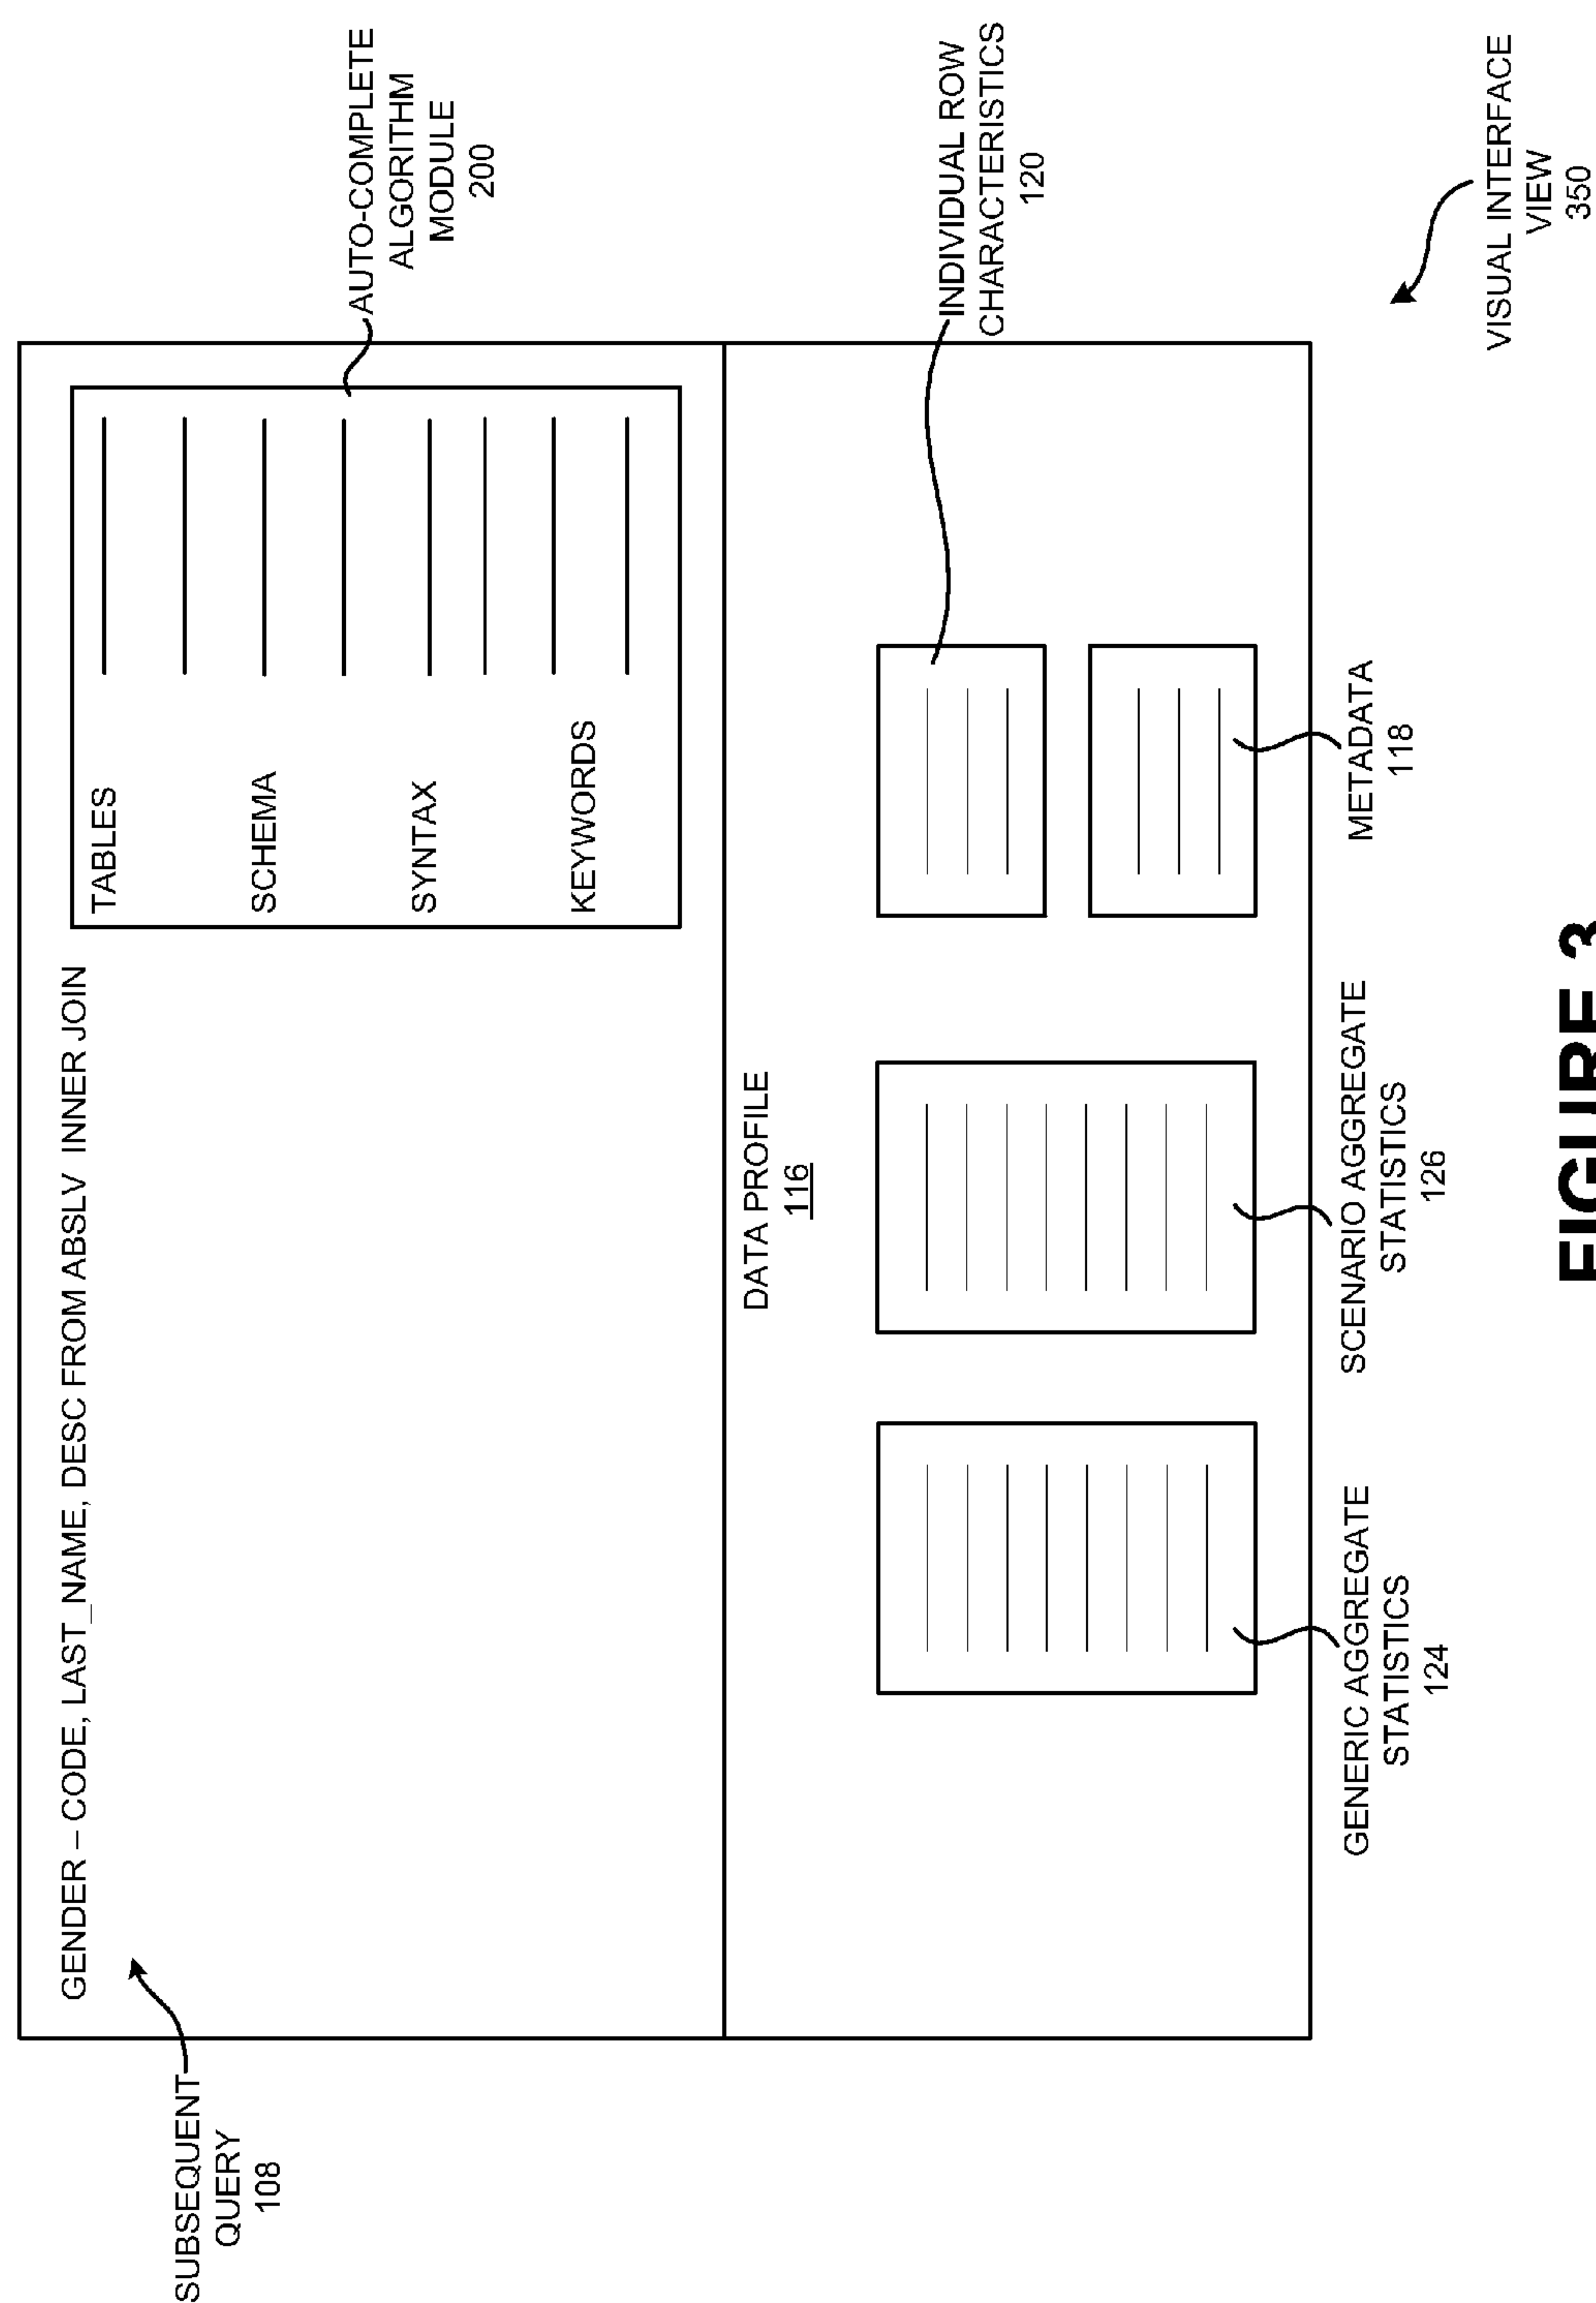 SUBSEQUENT
QUERY
108
GENDER – CODE, LAST_NAME, DESC FROM ABSLV INNER JOIN
TABLES
SCHEMA
SYNTAX
KEYWORDS
AUTO-COMPLETE
ALGORITHM
MODULE
200
DATA PROFILE
116
INDIVIDUAL ROW
CHARACTERISTICS
120
GENERIC AGGREGATE
STATISTICS
124
SCENARIO AGGREGATE
STATISTICS
126
METADATA
118
VISUAL INTERFACE
VIEW
350
FIGURE 3